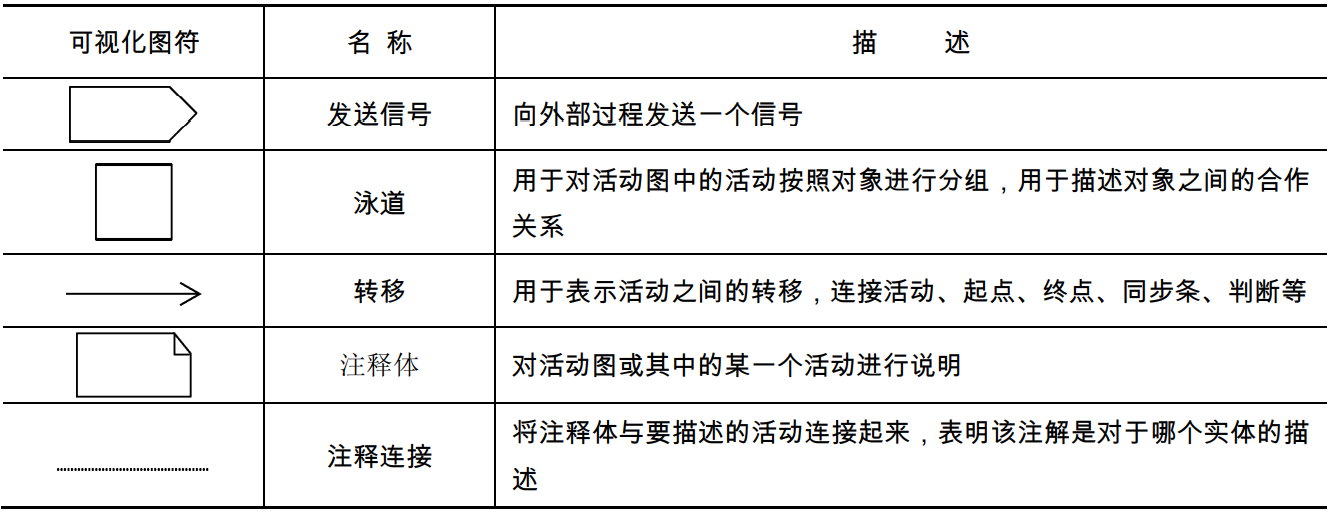 可视化图符 名 称 描 述
发送信号 向外部过程发送一个信号
泳道 用于对活动图中的活动按照对象进行分组，用于描述对象之间的合作
关系
转移 用于表示活动之间的转移，连接活动、起点、终点、同步条、判断等
注释体 对活动图或其中的某一个活动进行说明
注释连接 将注释体与要描述的活动连接起来，表明该注解是对于哪个实体的描
述